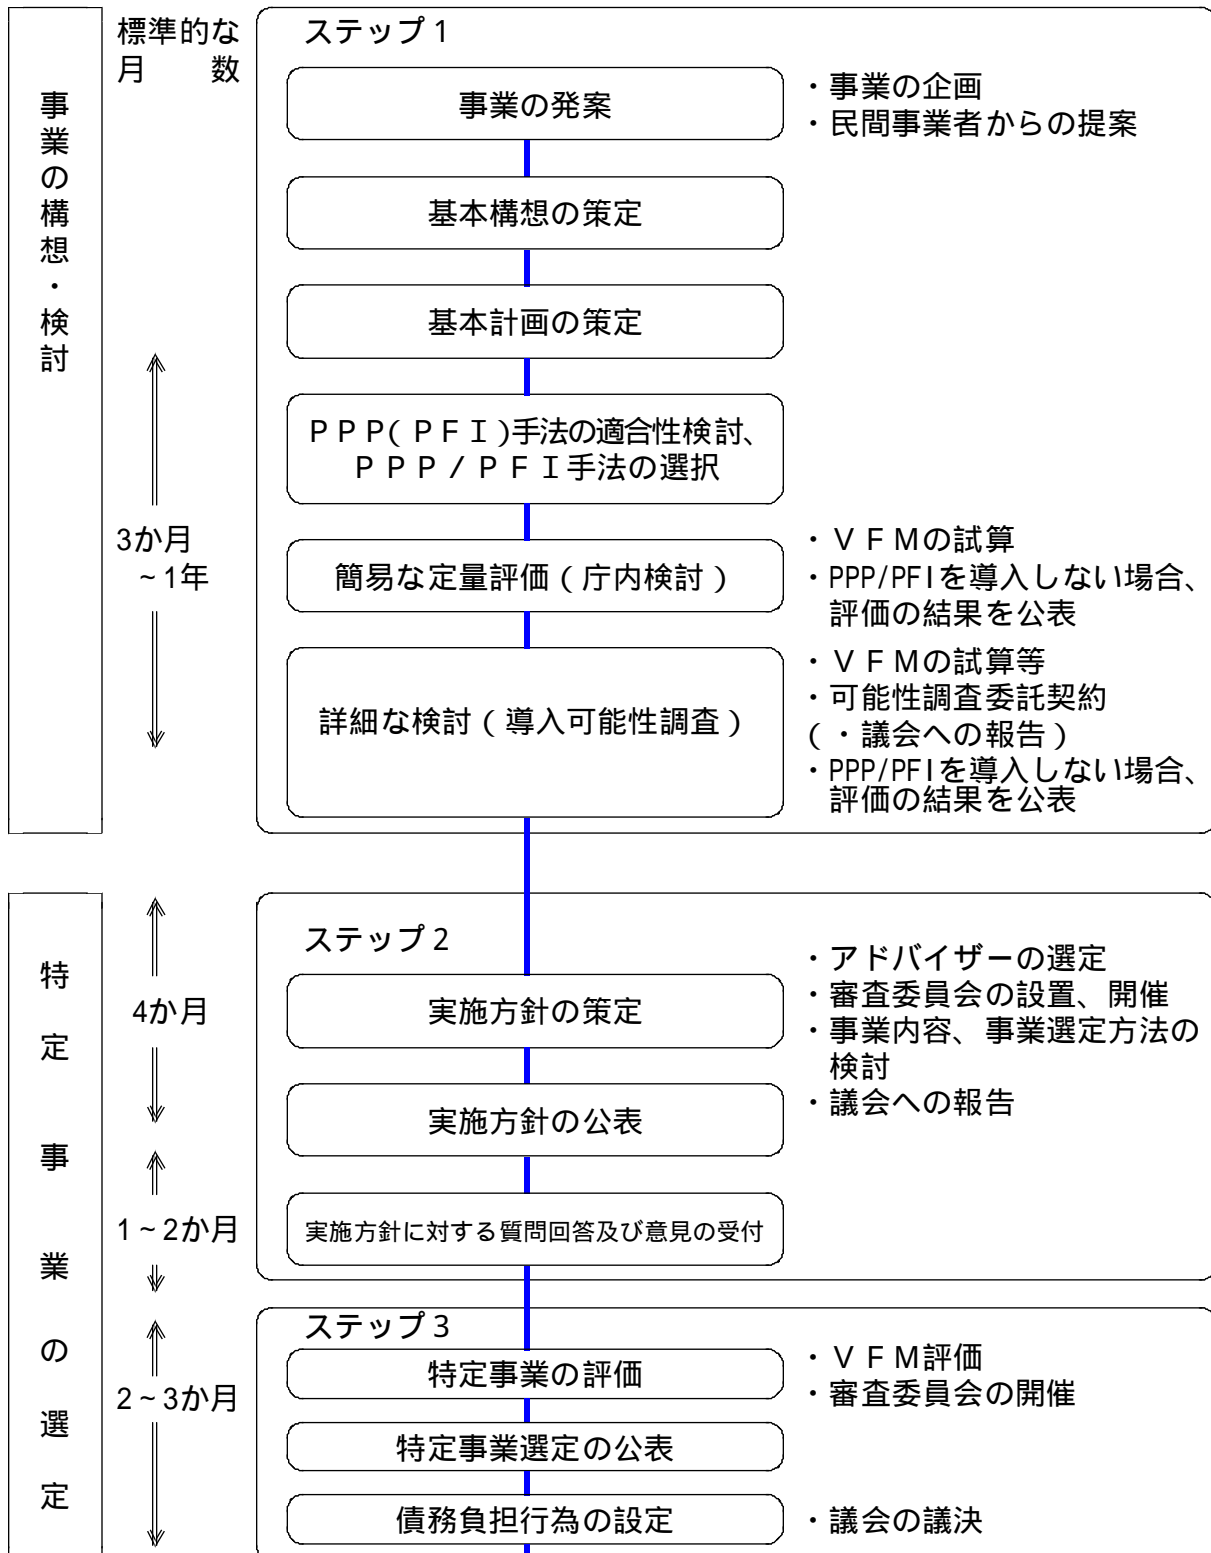 標準的な
月　　数
事業の構想・検討
ステップ１
事業の発案
・事業の企画
・民間事業者からの提案
基本構想の策定
基本計画の策定
ＰＰＰ（ＰＦＩ）手法の適合性検討、
ＰＰＰ／ＰＦＩ手法の選択
3か月
～1年
簡易な定量評価（庁内検討）
・ＶＦＭの試算
・PPP/PFIを導入しない場合、
評価の結果を公表
詳細な検討（導入可能性調査）
・ＶＦＭの試算等
・可能性調査委託契約
（・議会への報告）
・PPP/PFIを導入しない場合、
評価の結果を公表
特定事業の選定
ステップ２
4か月
実施方針の策定
・アドバイザーの選定
・審査委員会の設置、開催
・事業内容、事業選定方法の
検討
・議会への報告
実施方針の公表
1～2か月
実施方針に対する質問回答及び意見の受付
ステップ３
2～3か月
特定事業の評価
・ＶＦＭ評価
・審査委員会の開催
特定事業選定の公表
債務負担行為の設定
・議会の議決